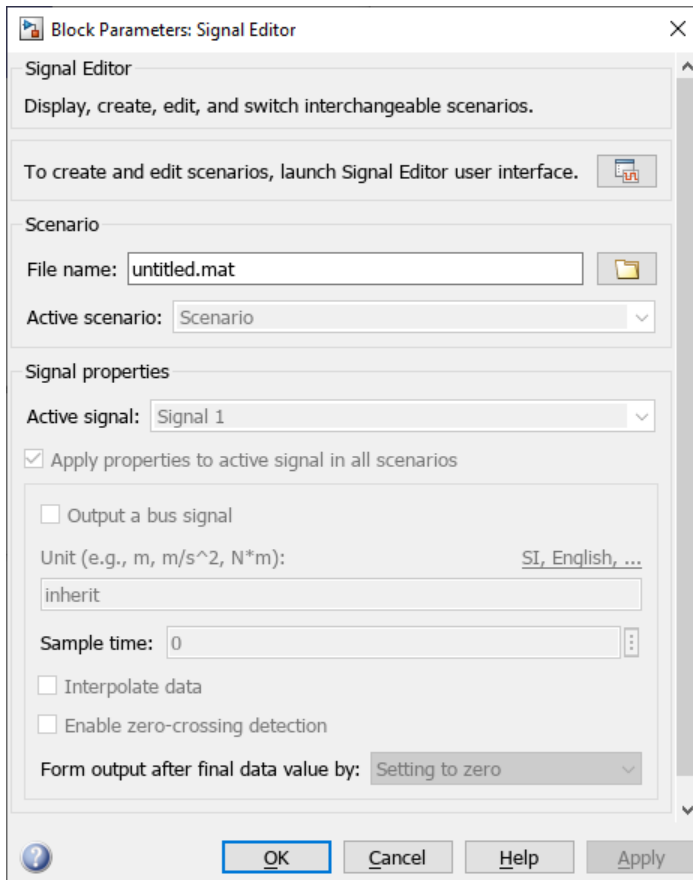 Block Parameters: Signal Editor
Signal Editor
Display, create, edit, and switch interchangeable scenarios.
To create and edit scenarios, launch Signal Editor user interface.
Scenario
File name: untitled.mat
Active scenario: Scenario
Signal properties
Active signal: Signal 1
Apply properties to active signal in all scenarios
Output a bus signal
Unit (e.g., m, m/s^2, N*m): SI, English, ...
inherit
Sample time: 0
Interpolate data
Enable zero-crossing detection
Form output after final data value by: Setting to zero
OK Cancel Help Apply